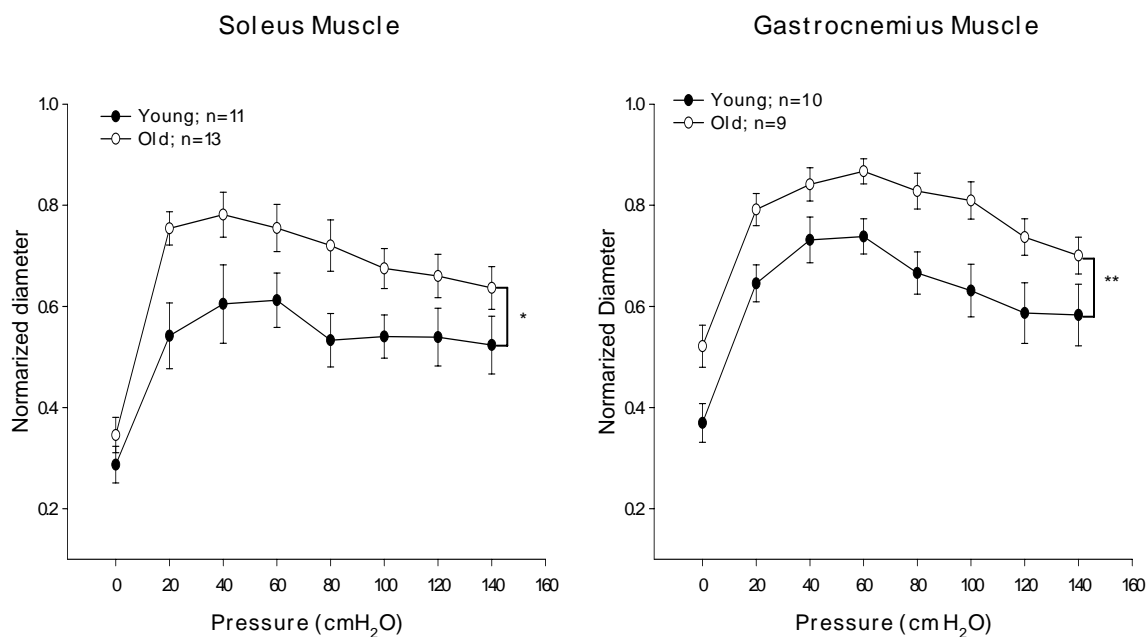 Soleus Muscle
Young; n=11
Old; n=13
1.0
0.8
0.6
0.4
0.2
Normarized diameter
*
0 20 40 60 80 100 120 140 160
Pressure (cmH₂O)
Gastrocnemius Muscle
Young; n=10
Old; n=9
1.0
0.8
0.6
0.4
0.2
Normarized Diameter
**
0 20 40 60 80 100 120 140 160
Pressure (cm H₂O)